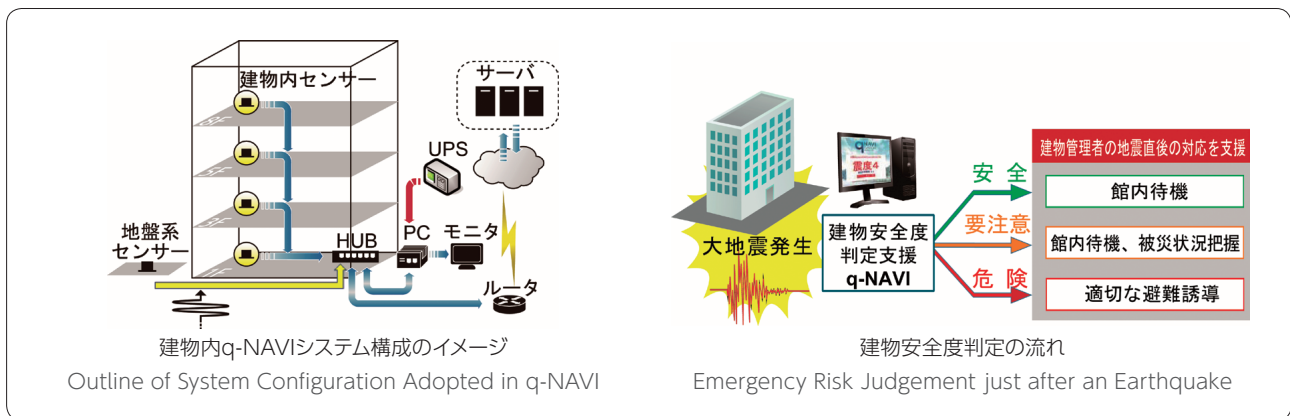 建物内センサー
サーバ
UPS
地盤系
センサー
HUB
PC
モニタ
ルータ
建物内q-NAVIシステム構成のイメージ
Outline of System Configuration Adopted in q-NAVI
大地震発生
q-NAVI
震度4
建物安全度
判定支援
q-NAVI
安全
要注意
危険
建物管理者の地震直後の対応を支援
館内待機
館内待機、被災状況把握
適切な避難誘導
建物安全度判定の流れ
Emergency Risk Judgement just after an Earthquake